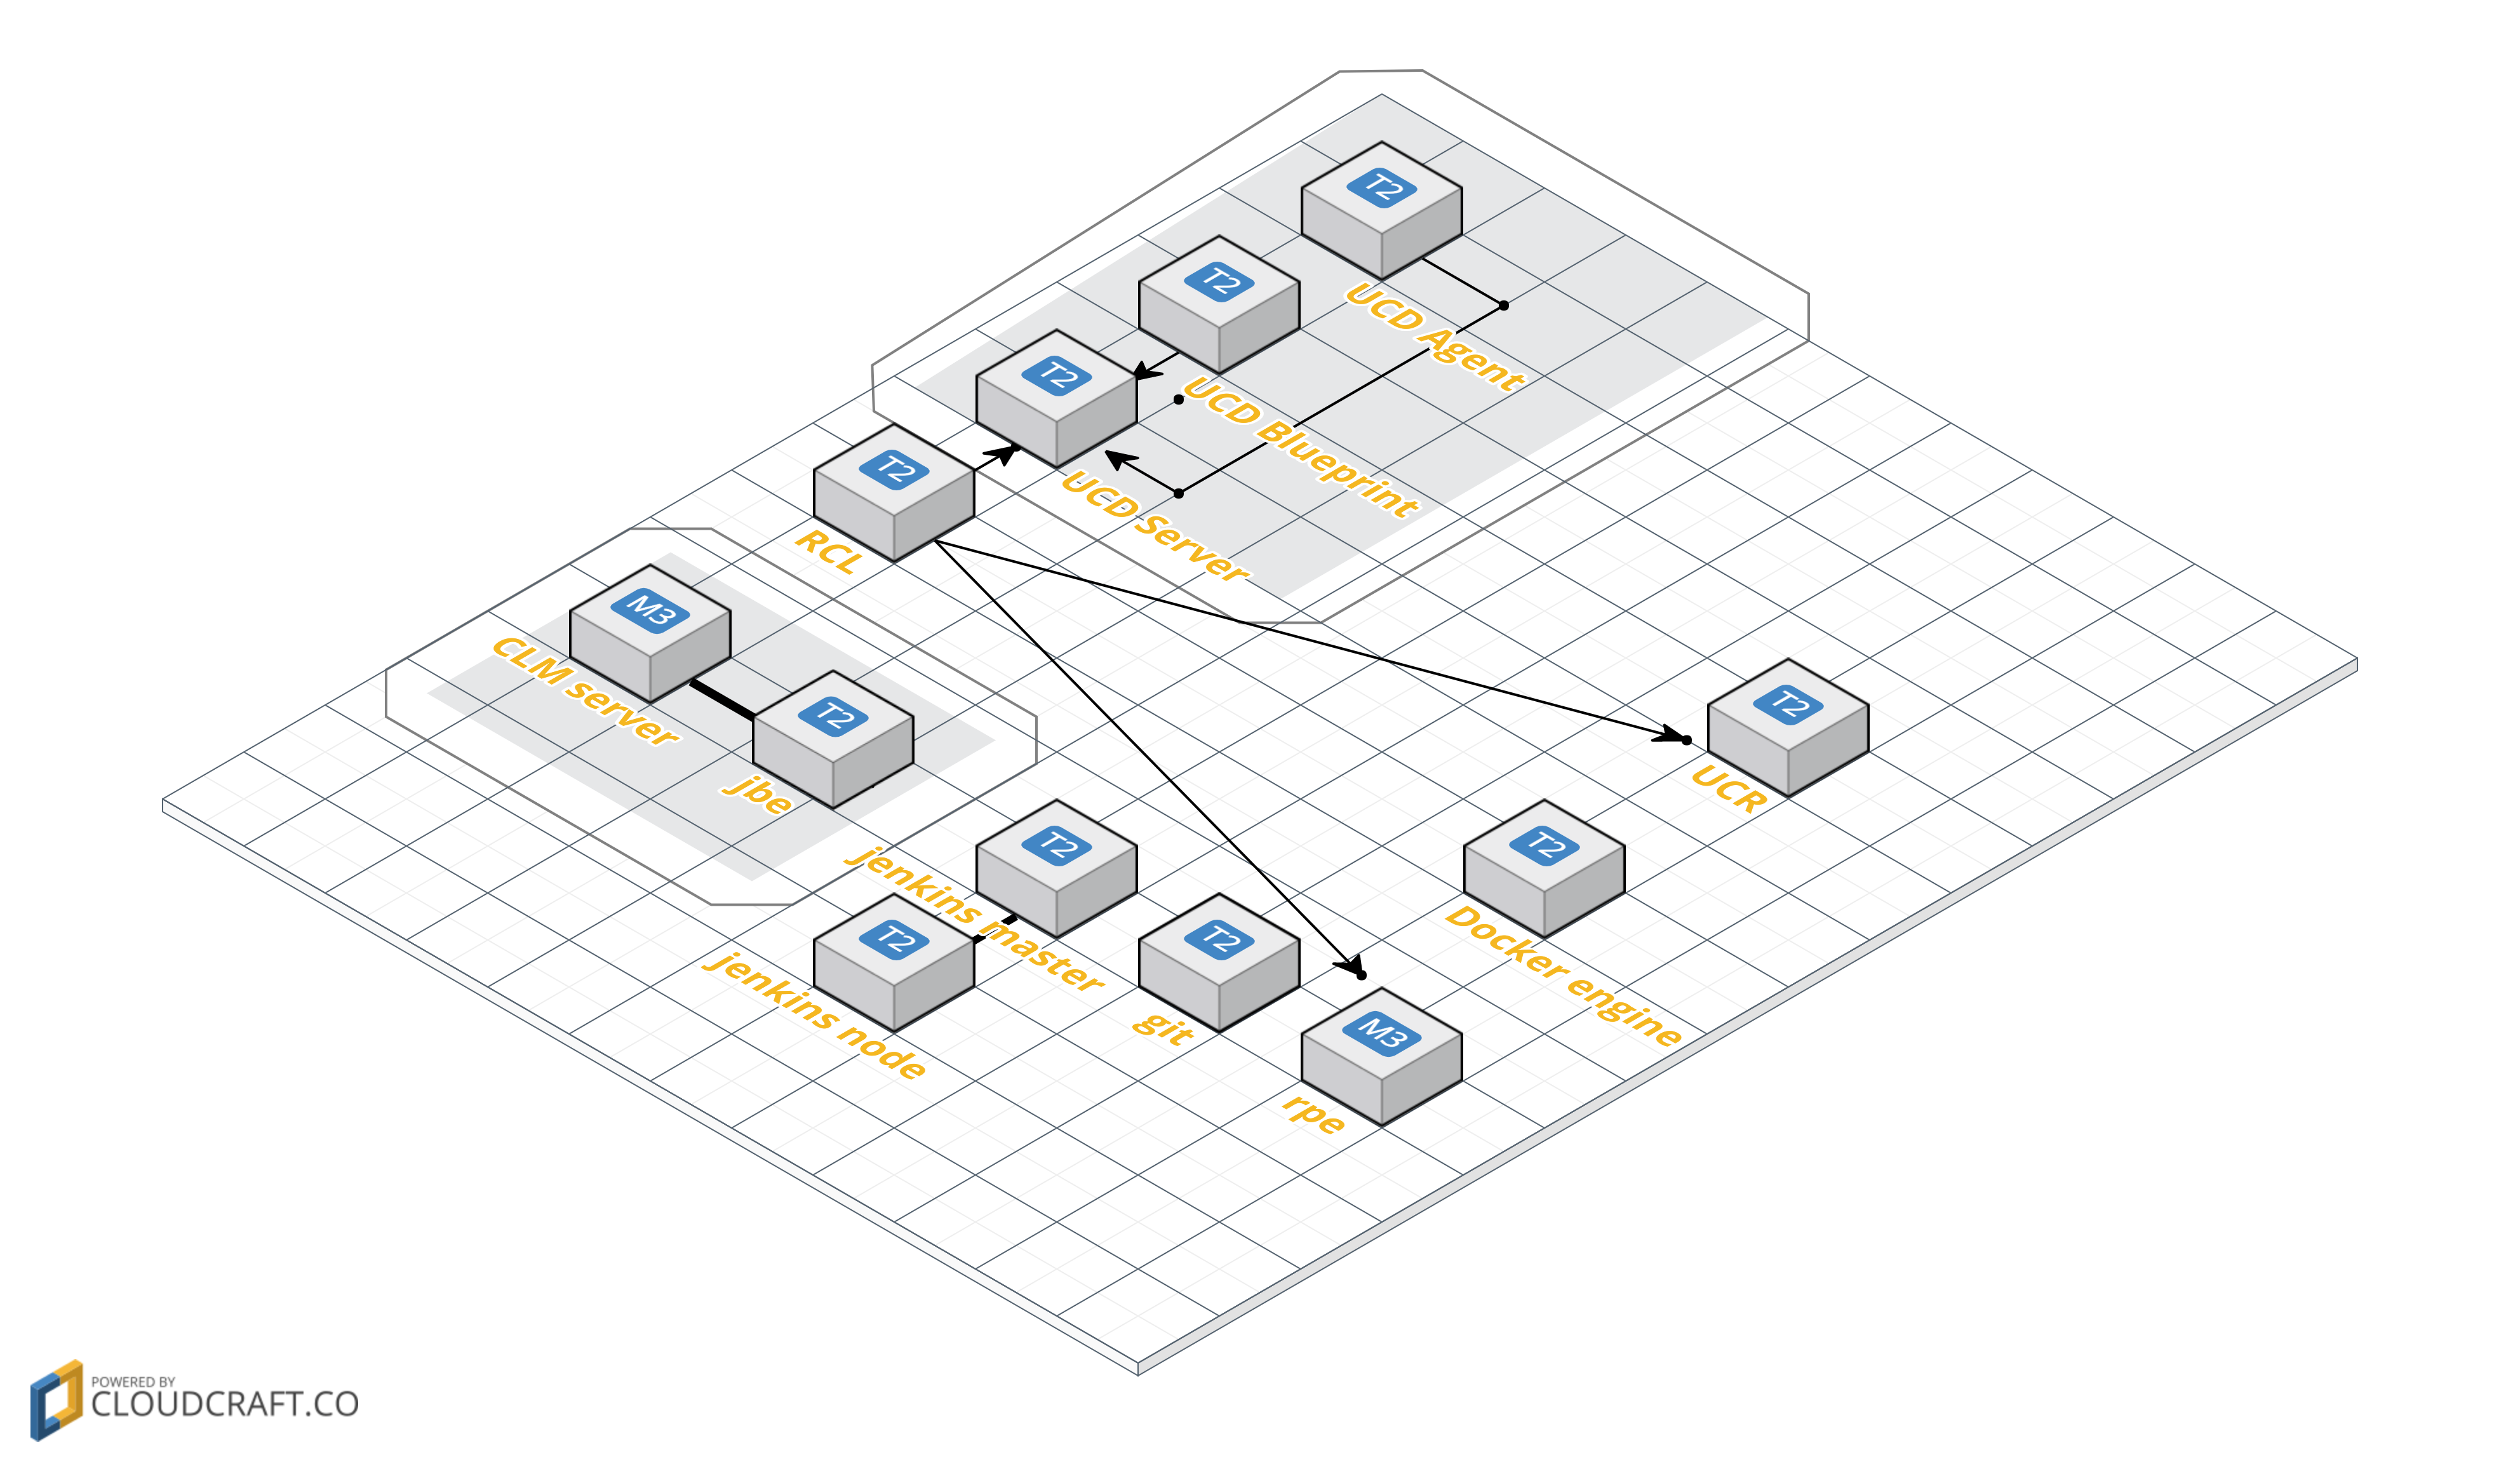 T2
UCD Agent
T2
UCD Blueprint
T2
UCD Server
T2
RCL
M3
CLM server
T2
jbe
T2
UCR
T2
jenkins master
T2
Docker engine
T2
jenkins node
T2
git
M3
rpe
POWERED BY
CLOUDCRAFT.CO